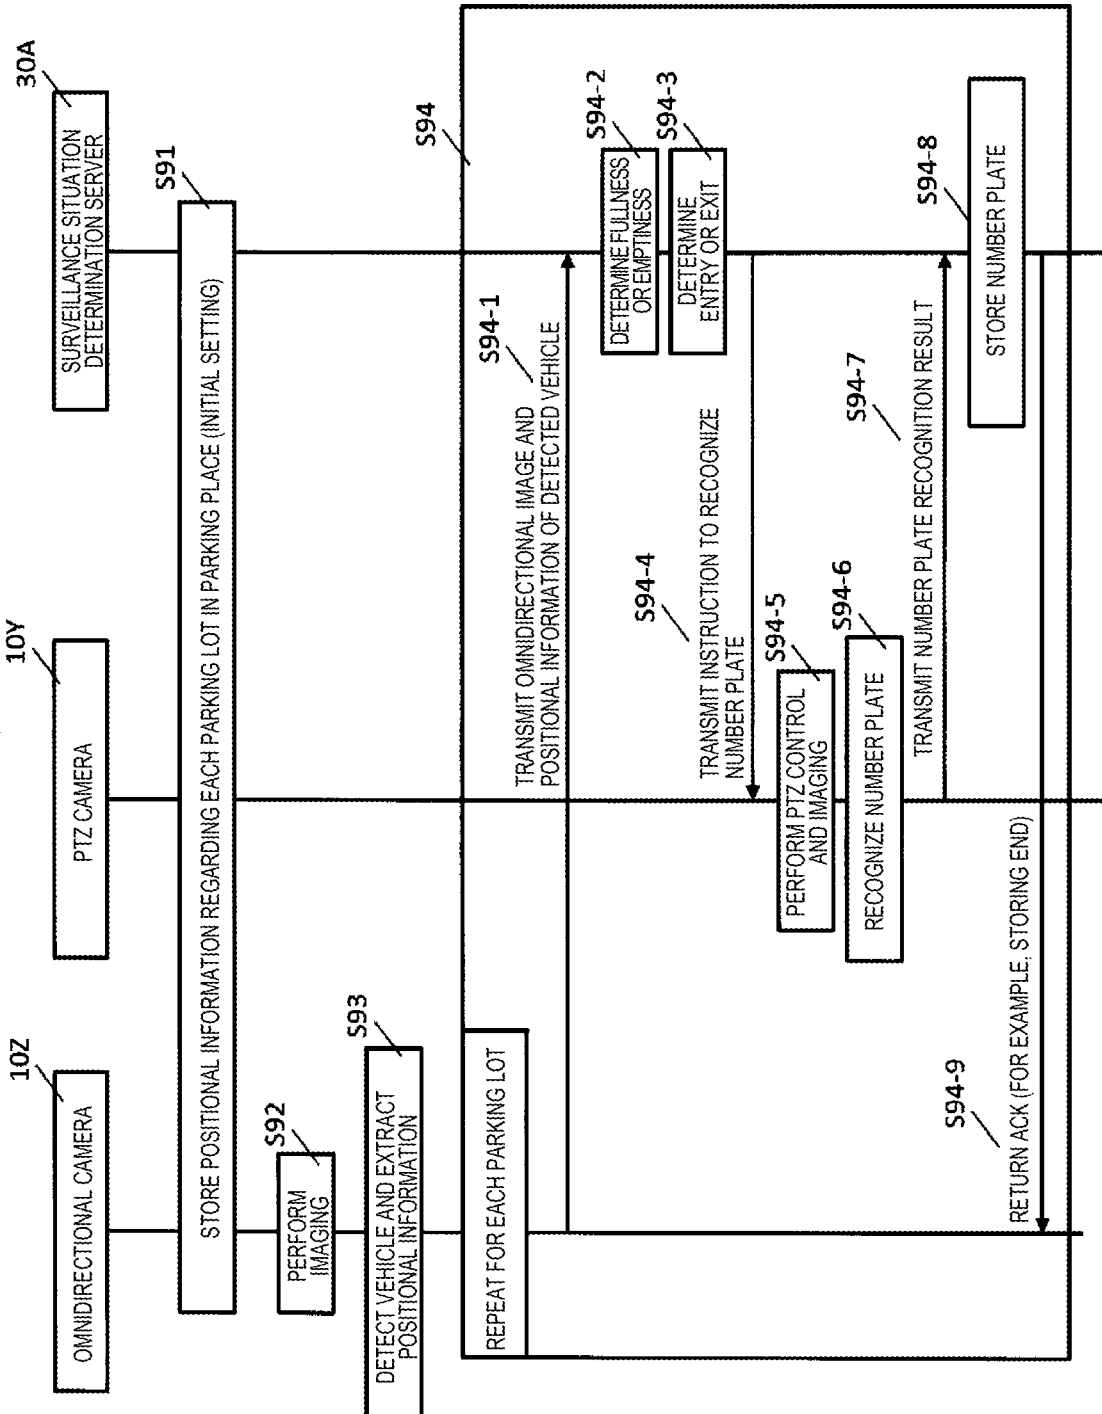 10Z
OMNIDIRECTIONAL CAMERA
10Y
PTZ CAMERA
30A
SURVEILLANCE SITUATION
DETERMINATION SERVER
S91
STORE POSITIONAL INFORMATION REGARDING EACH PARKING LOT IN PARKING PLACE (INITIAL SETTING)
S92
PERFORM
IMAGING
S93
DETECT VEHICLE AND EXTRACT
POSITIONAL INFORMATION
S94
REPEAT FOR EACH PARKING LOT
S94-1
TRANSMIT OMNIDIRECTIONAL IMAGE AND
POSITIONAL INFORMATION OF DETECTED VEHICLE
S94-2
DETERMINE FULLNESS
OR EMPTINESS
S94-3
DETERMINE
ENTRY OR EXIT
S94-4
TRANSMIT INSTRUCTION TO RECOGNIZE
NUMBER PLATE
S94-5
PERFORM PTZ CONTROL
AND IMAGING
S94-6
RECOGNIZE NUMBER PLATE
S94-7
TRANSMIT NUMBER PLATE RECOGNITION RESULT
S94-8
STORE NUMBER PLATE
S94-9
RETURN ACK (FOR EXAMPLE, STORING END)